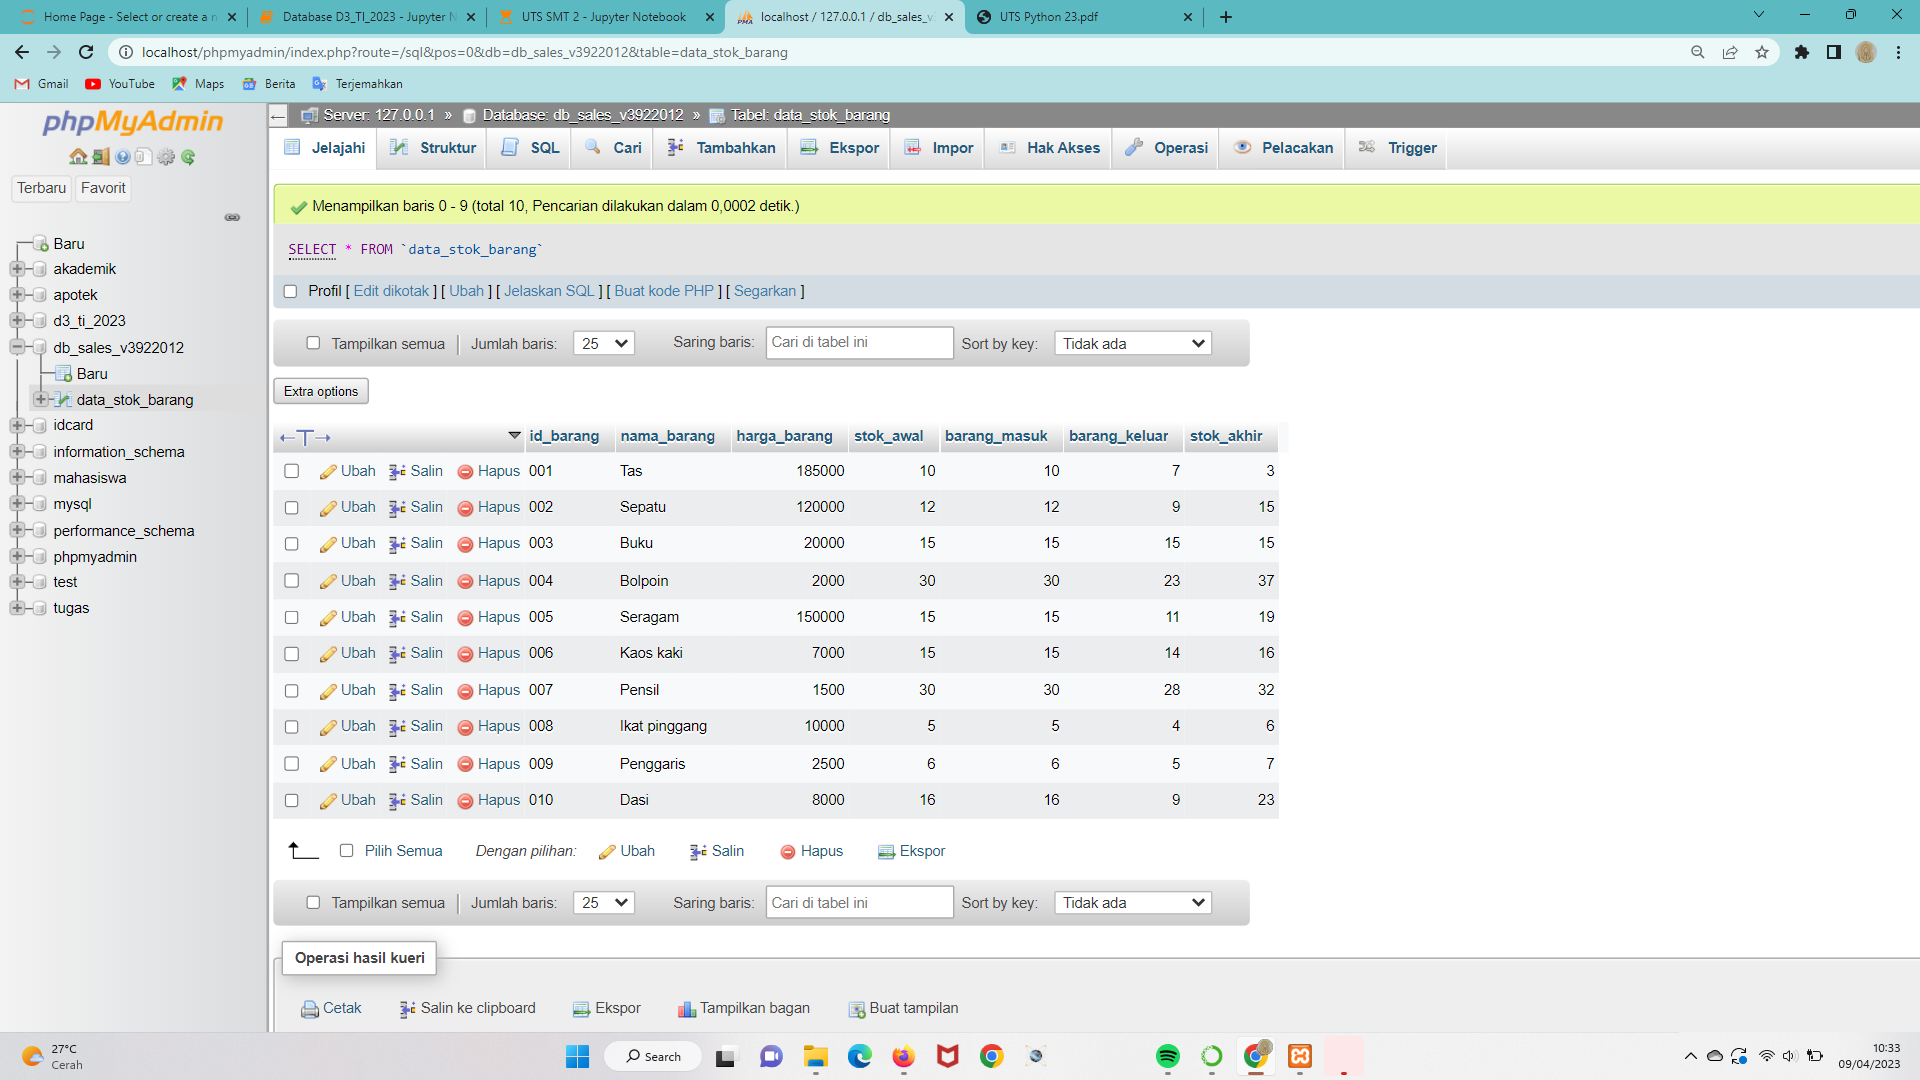 Home Page - Select or create a n
Database D3_TI_2023 - Jupyter N
UTS SMT 2 - Jupyter Notebook
localhost / 127.0.0.1 / db_sales_v3
UTS Python 23.pdf
localhost/phpmyadmin/index.php?route=/sql&pos=0&db=db_sales_v3922012&table=data_stok_barang
Gmail YouTube Maps Berita Terjemahkan
phpMyAdmin
Terbaru Favorit
Baru
akademik
apotek
d3_ti_2023
db_sales_v3922012
Baru
data_stok_barang
idcard
information_schema
mahasiswa
mysql
performance_schema
phpmyadmin
test
tugas
Server: 127.0.0.1 » Database: db_sales_v3922012 » Tabel: data_stok_barang
Jelajahi Struktur SQL Cari Tambahkan Ekspor Impor Hak Akses Operasi Pelacakan Trigger
Menampilkan baris 0 - 9 (total 10, Pencarian dilakukan dalam 0,0002 detik.)
SELECT * FROM `data_stok_barang`
Profil [ Edit dikotak ] [ Ubah ] [ Jelaskan SQL ] [ Buat kode PHP ] [ Segarkan ]
Tampilkan semua | Jumlah baris: 25 Saring baris: Cari di tabel ini Sort by key: Tidak ada
Extra options
id_barang nama_barang harga_barang stok_awal barang_masuk barang_keluar stok_akhir
Ubah Salin Hapus 001 Tas 185000 10 10 7 3
Ubah Salin Hapus 002 Sepatu 120000 12 12 9 15
Ubah Salin Hapus 003 Buku 20000 15 15 15 15
Ubah Salin Hapus 004 Bolpoin 2000 30 30 23 37
Ubah Salin Hapus 005 Seragam 150000 15 15 11 19
Ubah Salin Hapus 006 Kaos kaki 7000 15 15 14 16
Ubah Salin Hapus 007 Pensil 1500 30 30 28 32
Ubah Salin Hapus 008 Ikat pinggang 10000 5 5 4 6
Ubah Salin Hapus 009 Penggaris 2500 6 6 5 7
Ubah Salin Hapus 010 Dasi 8000 16 16 9 23
Pilih Semua Dengan pilihan: Ubah Salin Hapus Ekspor
Tampilkan semua | Jumlah baris: 25 Saring baris: Cari di tabel ini Sort by key: Tidak ada
Operasi hasil kueri
Cetak Salin ke clipboard Ekspor Tampilkan bagan Buat tampilan
27°C
Cerah
Search
10:33
09/04/2023